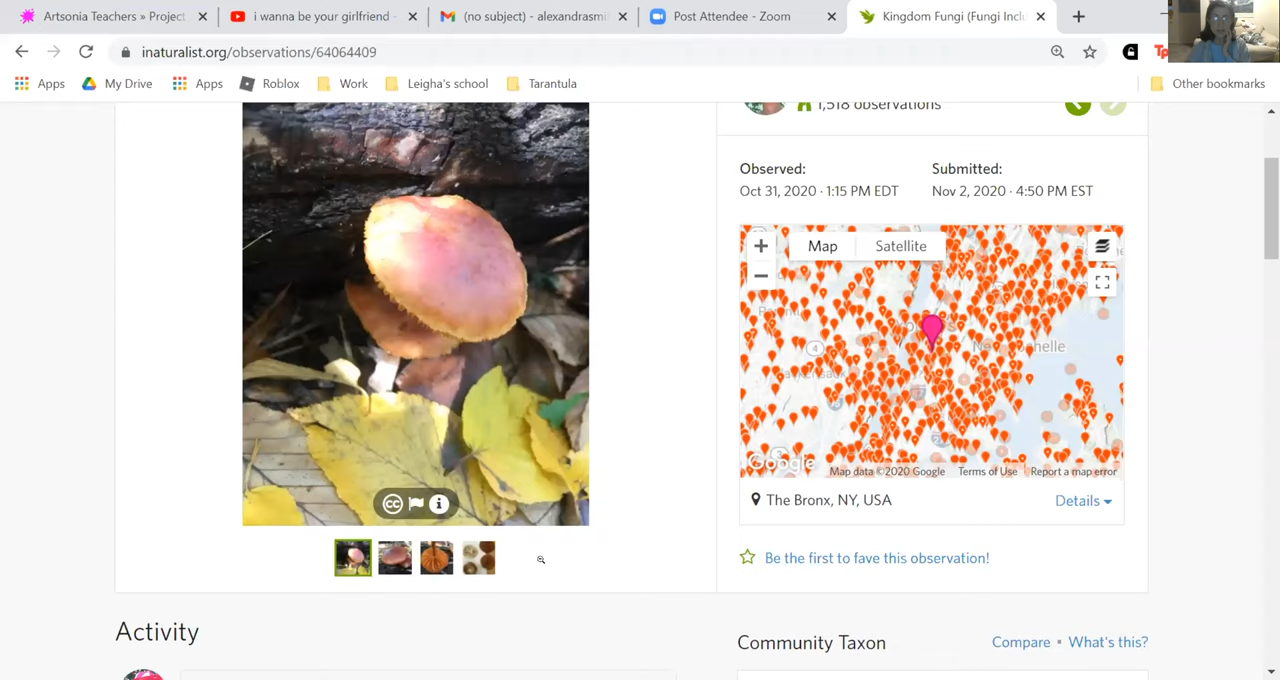 Artsonia Teachers » Project
i wanna be your girlfriend -
(no subject) - alexandrasmi
Post Attendee - Zoom
Kingdom Fungi (Fungi Inclu
inaturalist.org/observations/64064409
Apps
My Drive
Apps
Roblox
Work
Leigha's school
Tarantula
Other bookmarks
1,518 observations
Observed:
Submitted:
Oct 31, 2020 · 1:15 PM EDT
Nov 2, 2020 · 4:50 PM EST
Map
Satellite
4
Google
Map data ©2020 Google
Terms of Use
Report a map error
The Bronx, NY, USA
Details
Be the first to fave this observation!
Activity
Community Taxon
Compare
• What's this?